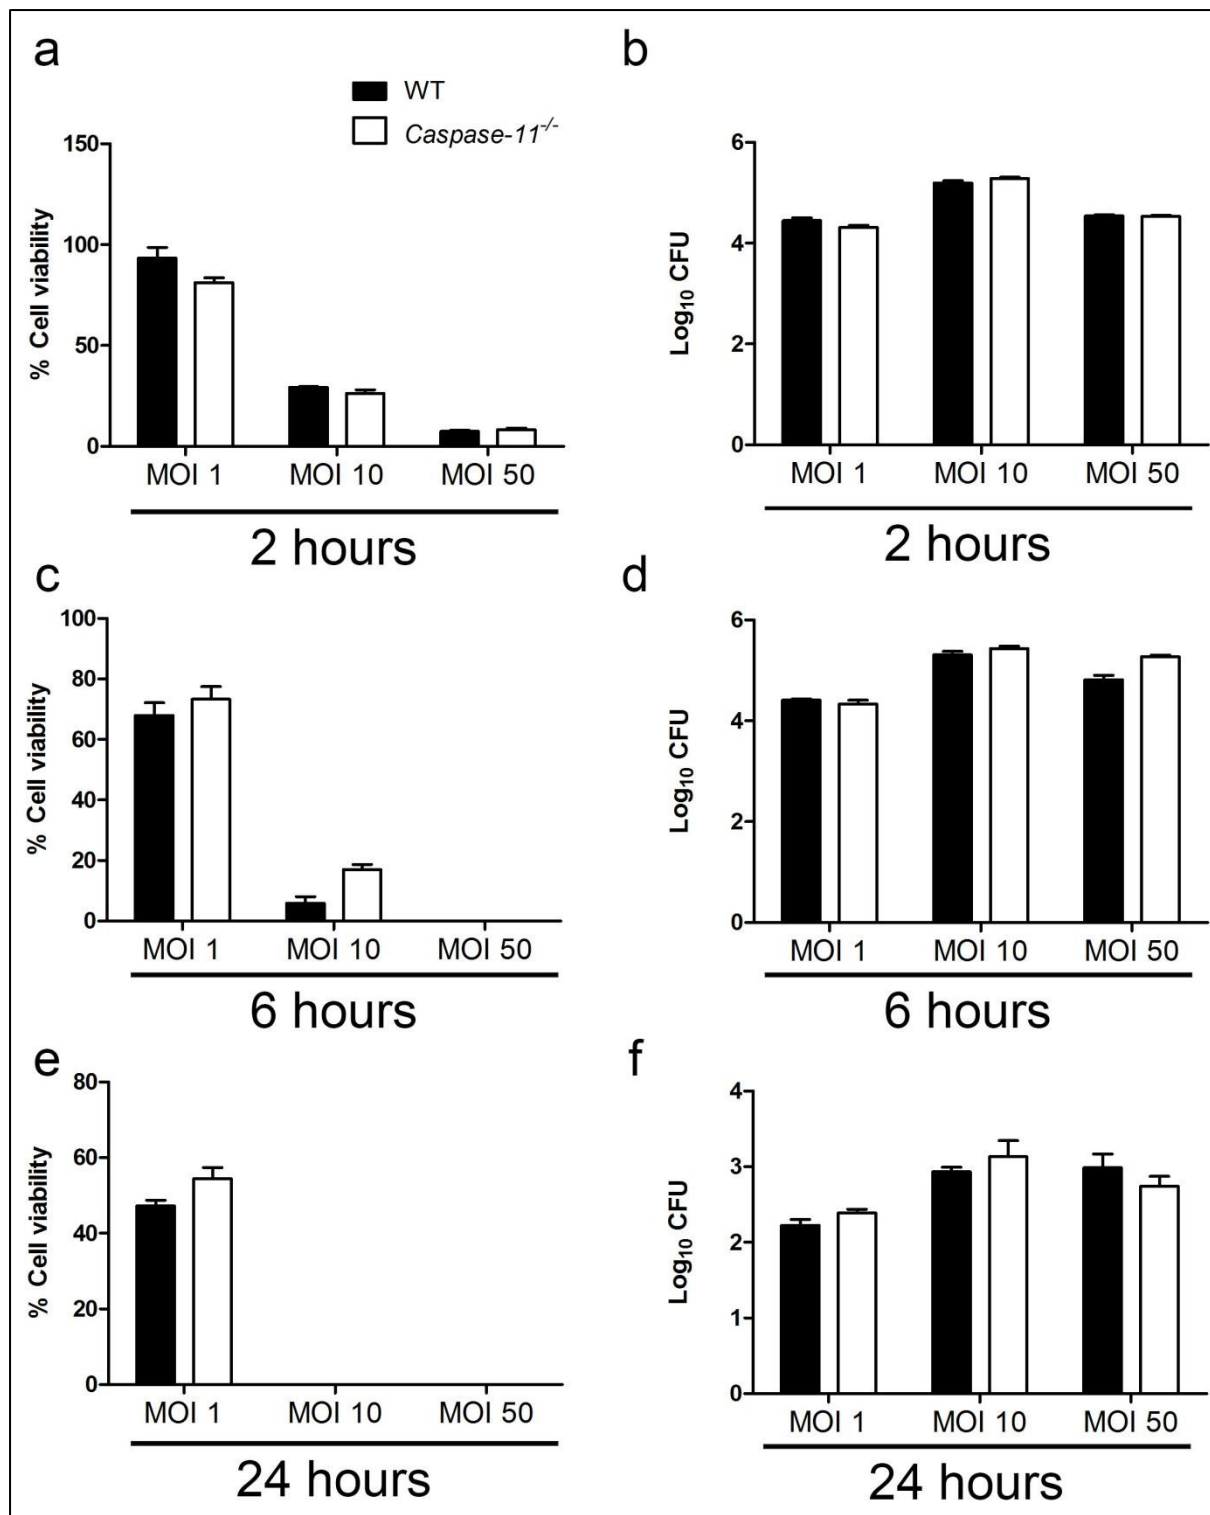 a
WT
Caspase-11-/-
% Cell viability
150
100
50
0
MOI 1 MOI 10 MOI 50
2 hours
b
Log10 CFU
6
4
2
0
MOI 1 MOI 10 MOI 50
2 hours
c
% Cell viability
100
80
60
40
20
0
MOI 1 MOI 10 MOI 50
6 hours
d
Log10 CFU
6
4
2
0
MOI 1 MOI 10 MOI 50
6 hours
e
% Cell viability
80
60
40
20
0
MOI 1 MOI 10 MOI 50
24 hours
f
Log10 CFU
4
3
2
1
0
MOI 1 MOI 10 MOI 50
24 hours